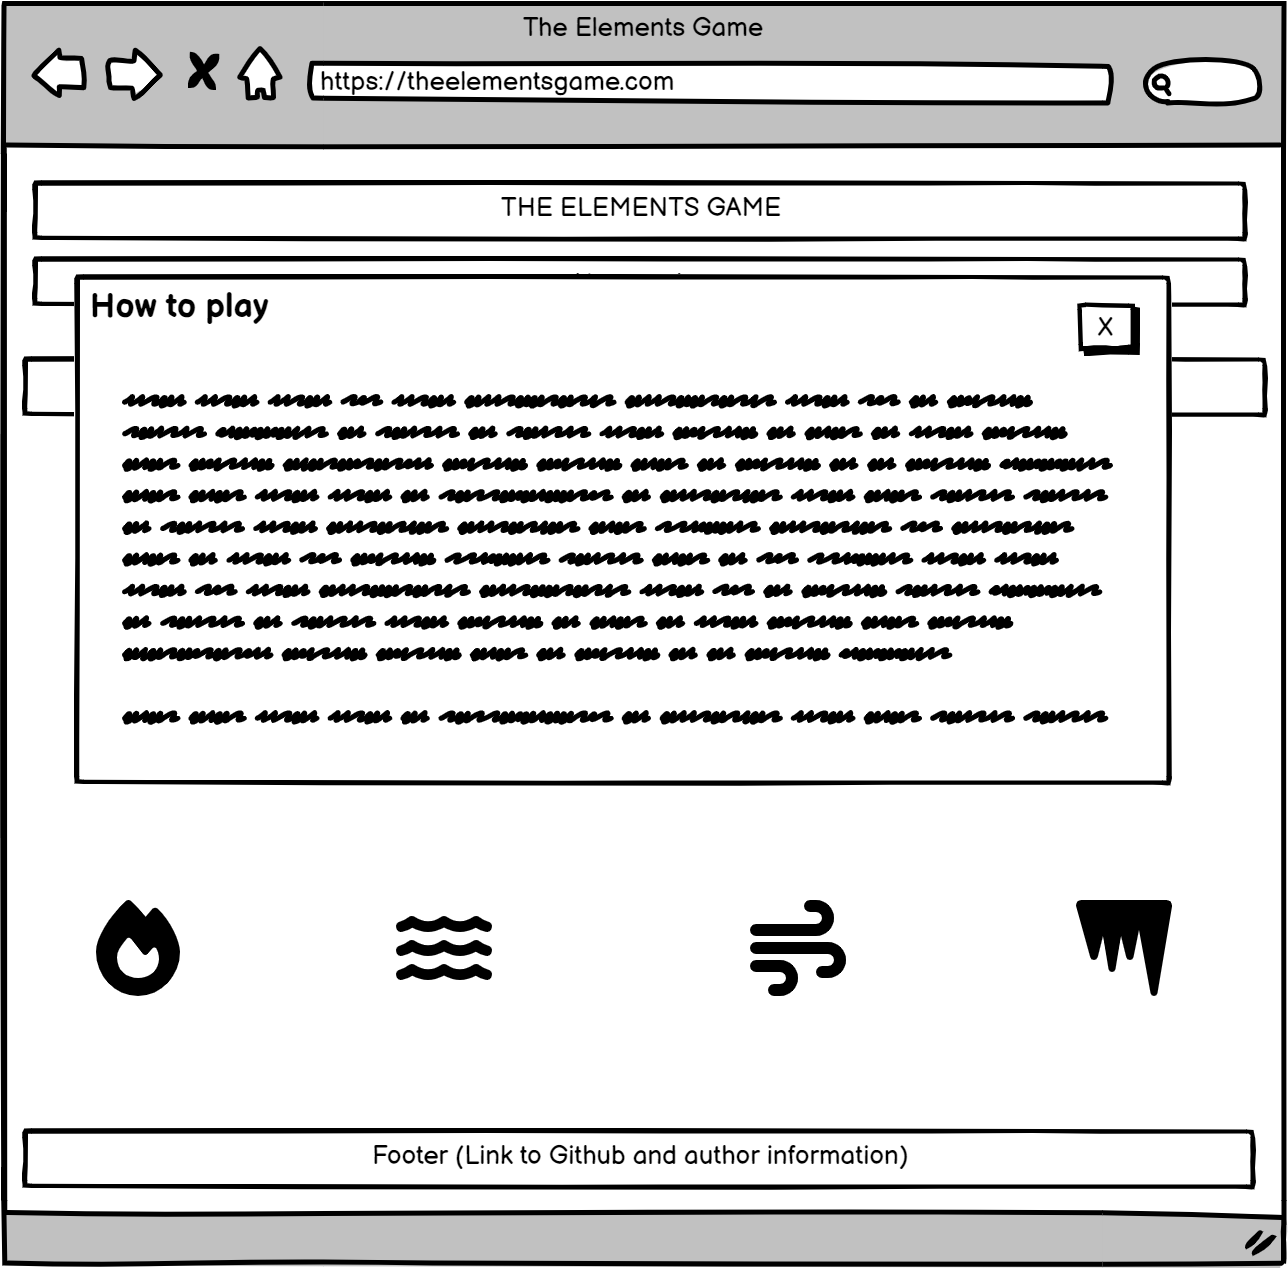 The Elements Game
https://theelementsgame.com
THE ELEMENTS GAME
How to play
X
Footer (Link to Github and author information)